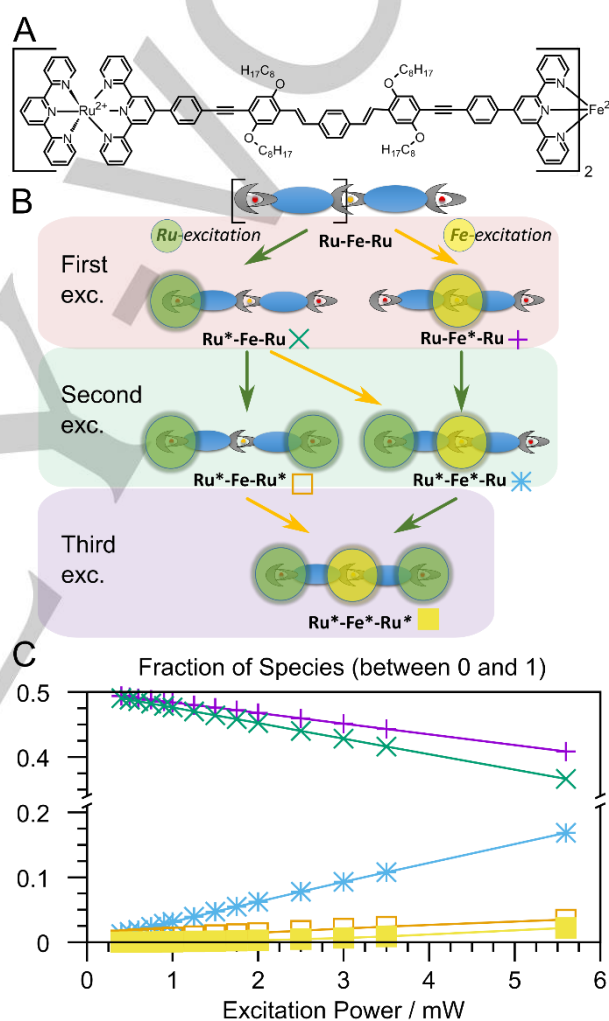 A
N N N Ru2+ N N N
H17C8 O
C8H17 O
O C8H17
O H17C8
N N N Fe2
2
B
Ru-excitation Ru-Fe-Ru Fe-excitation
First exc.
Ru*-Fe-Ru Ru-Fe*-Ru
Second exc.
Ru*-Fe-Ru* Ru*-Fe*-Ru
Third exc.
Ru*-Fe*-Ru*
C
Fraction of Species (between 0 and 1)
0.5
0.4
0.2
0.1
0
0 1 2 3 4 5 6
Excitation Power / mW